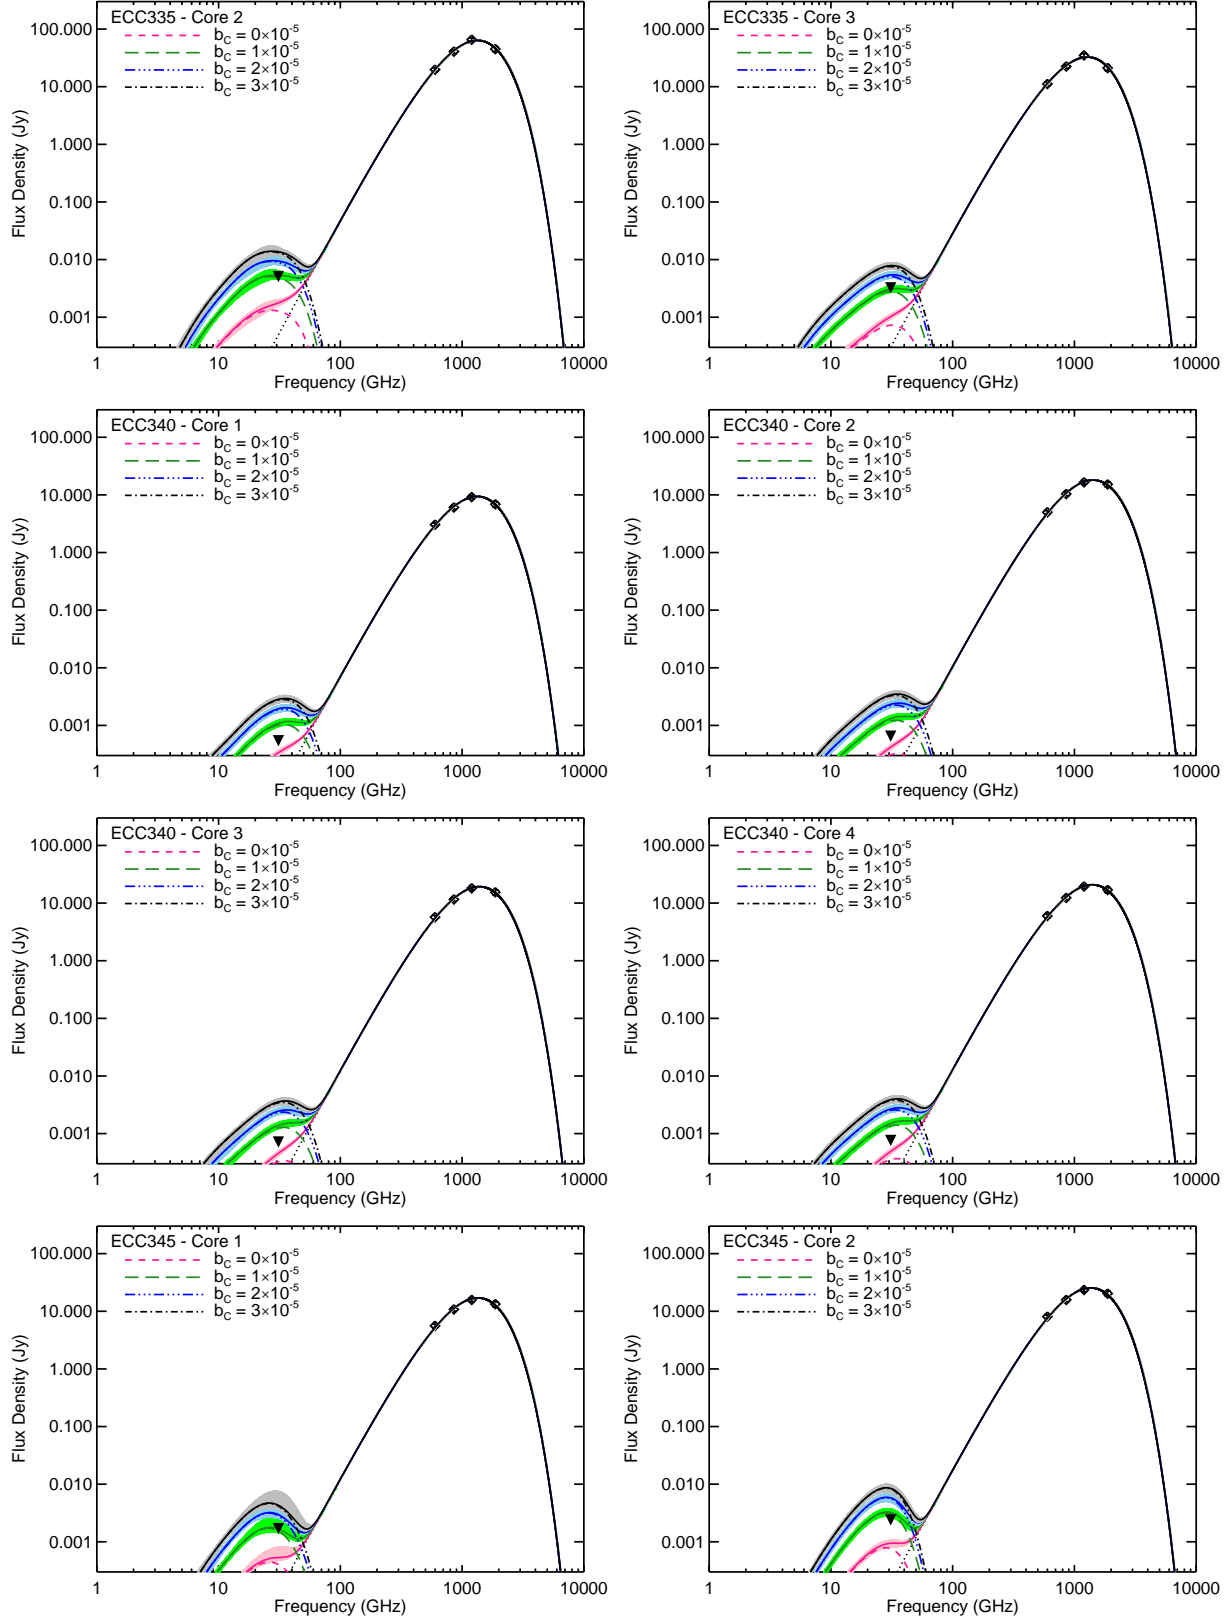 ECC335 - Core 2
b_C = 0×10^-5
b_C = 1×10^-5
b_C = 2×10^-5
b_C = 3×10^-5
100.000
10.000
1.000
0.100
0.010
0.001
Flux Density (Jy)
1 10 100 1000 10000
Frequency (GHz)
ECC335 - Core 3
b_C = 0×10^-5
b_C = 1×10^-5
b_C = 2×10^-5
b_C = 3×10^-5
100.000
10.000
1.000
0.100
0.010
0.001
Flux Density (Jy)
1 10 100 1000 10000
Frequency (GHz)
ECC340 - Core 1
b_C = 0×10^-5
b_C = 1×10^-5
b_C = 2×10^-5
b_C = 3×10^-5
100.000
10.000
1.000
0.100
0.010
0.001
Flux Density (Jy)
1 10 100 1000 10000
Frequency (GHz)
ECC340 - Core 2
b_C = 0×10^-5
b_C = 1×10^-5
b_C = 2×10^-5
b_C = 3×10^-5
100.000
10.000
1.000
0.100
0.010
0.001
Flux Density (Jy)
1 10 100 1000 10000
Frequency (GHz)
ECC340 - Core 3
b_C = 0×10^-5
b_C = 1×10^-5
b_C = 2×10^-5
b_C = 3×10^-5
100.000
10.000
1.000
0.100
0.010
0.001
Flux Density (Jy)
1 10 100 1000 10000
Frequency (GHz)
ECC340 - Core 4
b_C = 0×10^-5
b_C = 1×10^-5
b_C = 2×10^-5
b_C = 3×10^-5
100.000
10.000
1.000
0.100
0.010
0.001
Flux Density (Jy)
1 10 100 1000 10000
Frequency (GHz)
ECC345 - Core 1
b_C = 0×10^-5
b_C = 1×10^-5
b_C = 2×10^-5
b_C = 3×10^-5
100.000
10.000
1.000
0.100
0.010
0.001
Flux Density (Jy)
1 10 100 1000 10000
Frequency (GHz)
ECC345 - Core 2
b_C = 0×10^-5
b_C = 1×10^-5
b_C = 2×10^-5
b_C = 3×10^-5
100.000
10.000
1.000
0.100
0.010
0.001
Flux Density (Jy)
1 10 100 1000 10000
Frequency (GHz)